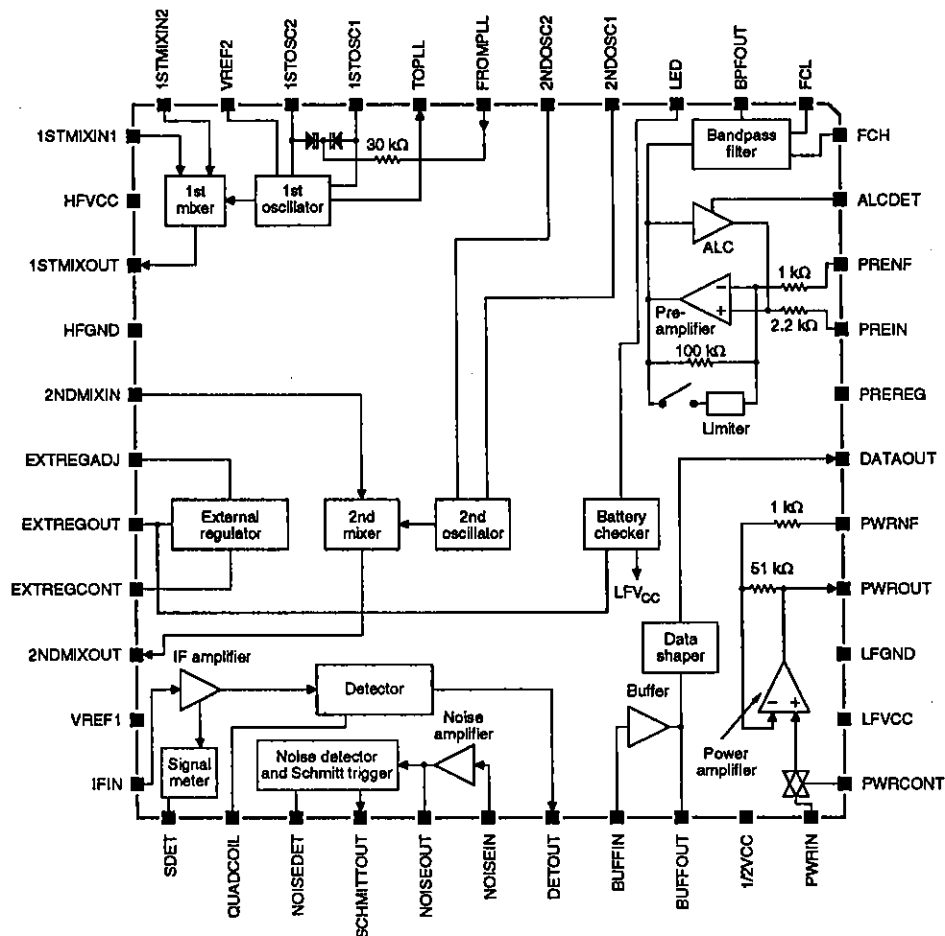 1STMIXIN2
VREF2
1STOSC2
1STOSC1
TOPLL
FROMPLL
2NDOSC2
2NDOSC1
LED
BPFOUT
FCL
1STMIXIN1
HFVCC
1STMIXOUT
HFGND
2NDMIXIN
EXTREGADJ
EXTREGOUT
EXTREGCONT
2NDMIXOUT
VREF1
IFIN
30 kΩ
1st
mixer
1st
oscillator
Bandpass
filter
ALC
1 kΩ
Pre-
amplifier
−
+
2.2 kΩ
100 kΩ
Limiter
External
regulator
2nd
mixer
2nd
oscillator
Battery
checker
LFVCC
1 kΩ
51 kΩ
Data
shaper
IF amplifier
Detector
Buffer
Noise
amplifier
Signal
meter
Noise detector
and Schmitt trigger
− +
Power
amplifier
FCH
ALCDET
PRENF
PREIN
PREREG
DATAOUT
PWRNF
PWROUT
LFGND
LFVCC
PWRCONT
SDET
QUADCOIL
NOISEDET
SCHMITTOUT
NOISEOUT
NOISEIN
DETOUT
BUFFIN
BUFFOUT
1/2VCC
PWRIN